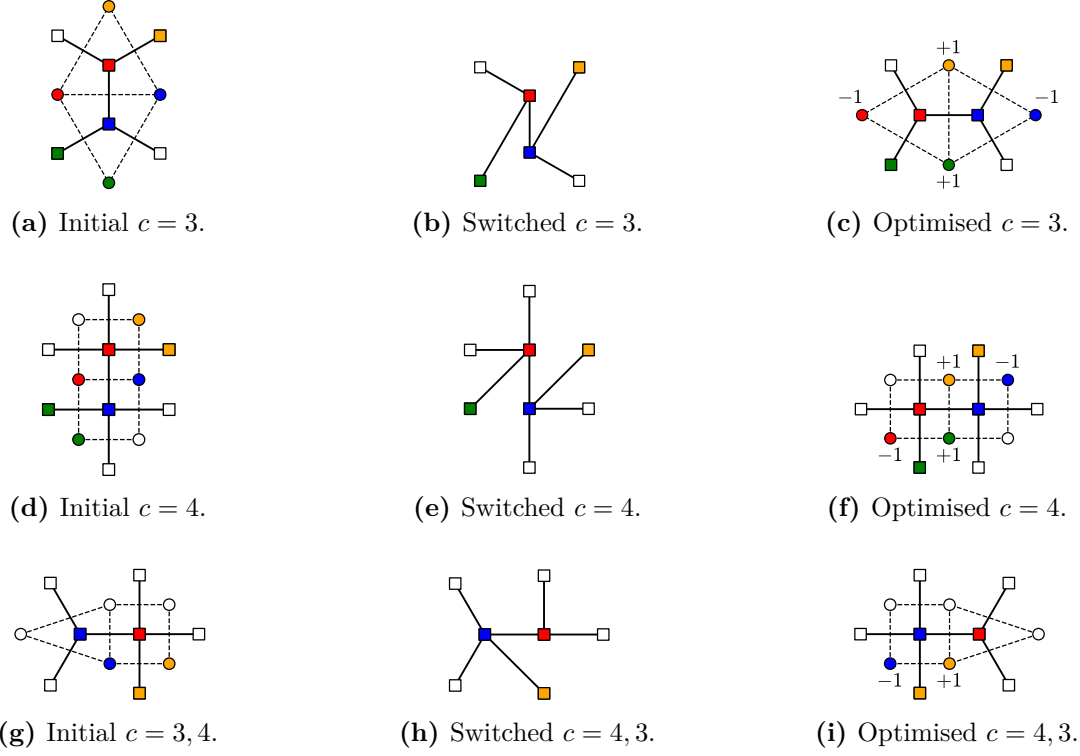 +1
−1
−1
+1
(a) Initial c = 3.
(b) Switched c = 3.
(c) Optimised c = 3.
+1
−1
−1
+1
(d) Initial c = 4.
(e) Switched c = 4.
(f) Optimised c = 4.
−1
+1
(g) Initial c = 3, 4.
(h) Switched c = 4, 3.
(i) Optimised c = 4, 3.